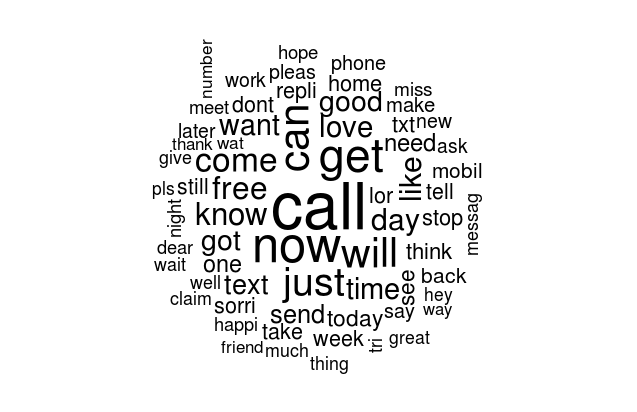 hope
number
phone
work pleas
home
repli
miss
meet dont
good make
can
want love txt new
later
thank wat
need ask
give come get
like mobil
pls still free
lor tell
call
night know
day stop messag
dear got now will think
wait one
well text just time see back
claim sorri
hey
send today say way
happi take
week tri great
friend much
thing